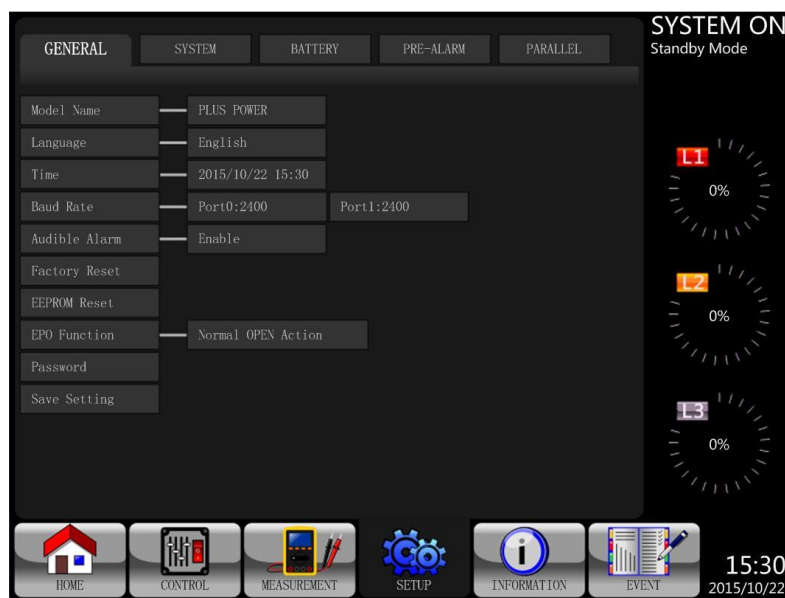 GENERAL SYSTEM BATTERY PRE-ALARM PARALLEL
SYSTEM ON
Standby Mode
Model Name PLUS POWER
Language English
Time 2015/10/22 15:30
Baud Rate Port0:2400 Port1:2400
Audible Alarm Enable
Factory Reset
EEPROM Reset
EPO Function Normal OPEN Action
Password
Save Setting
L1
0%
L2
0%
L3
0%
HOME CONTROL MEASUREMENT SETUP INFORMATION EVENT
15:30
2015/10/22